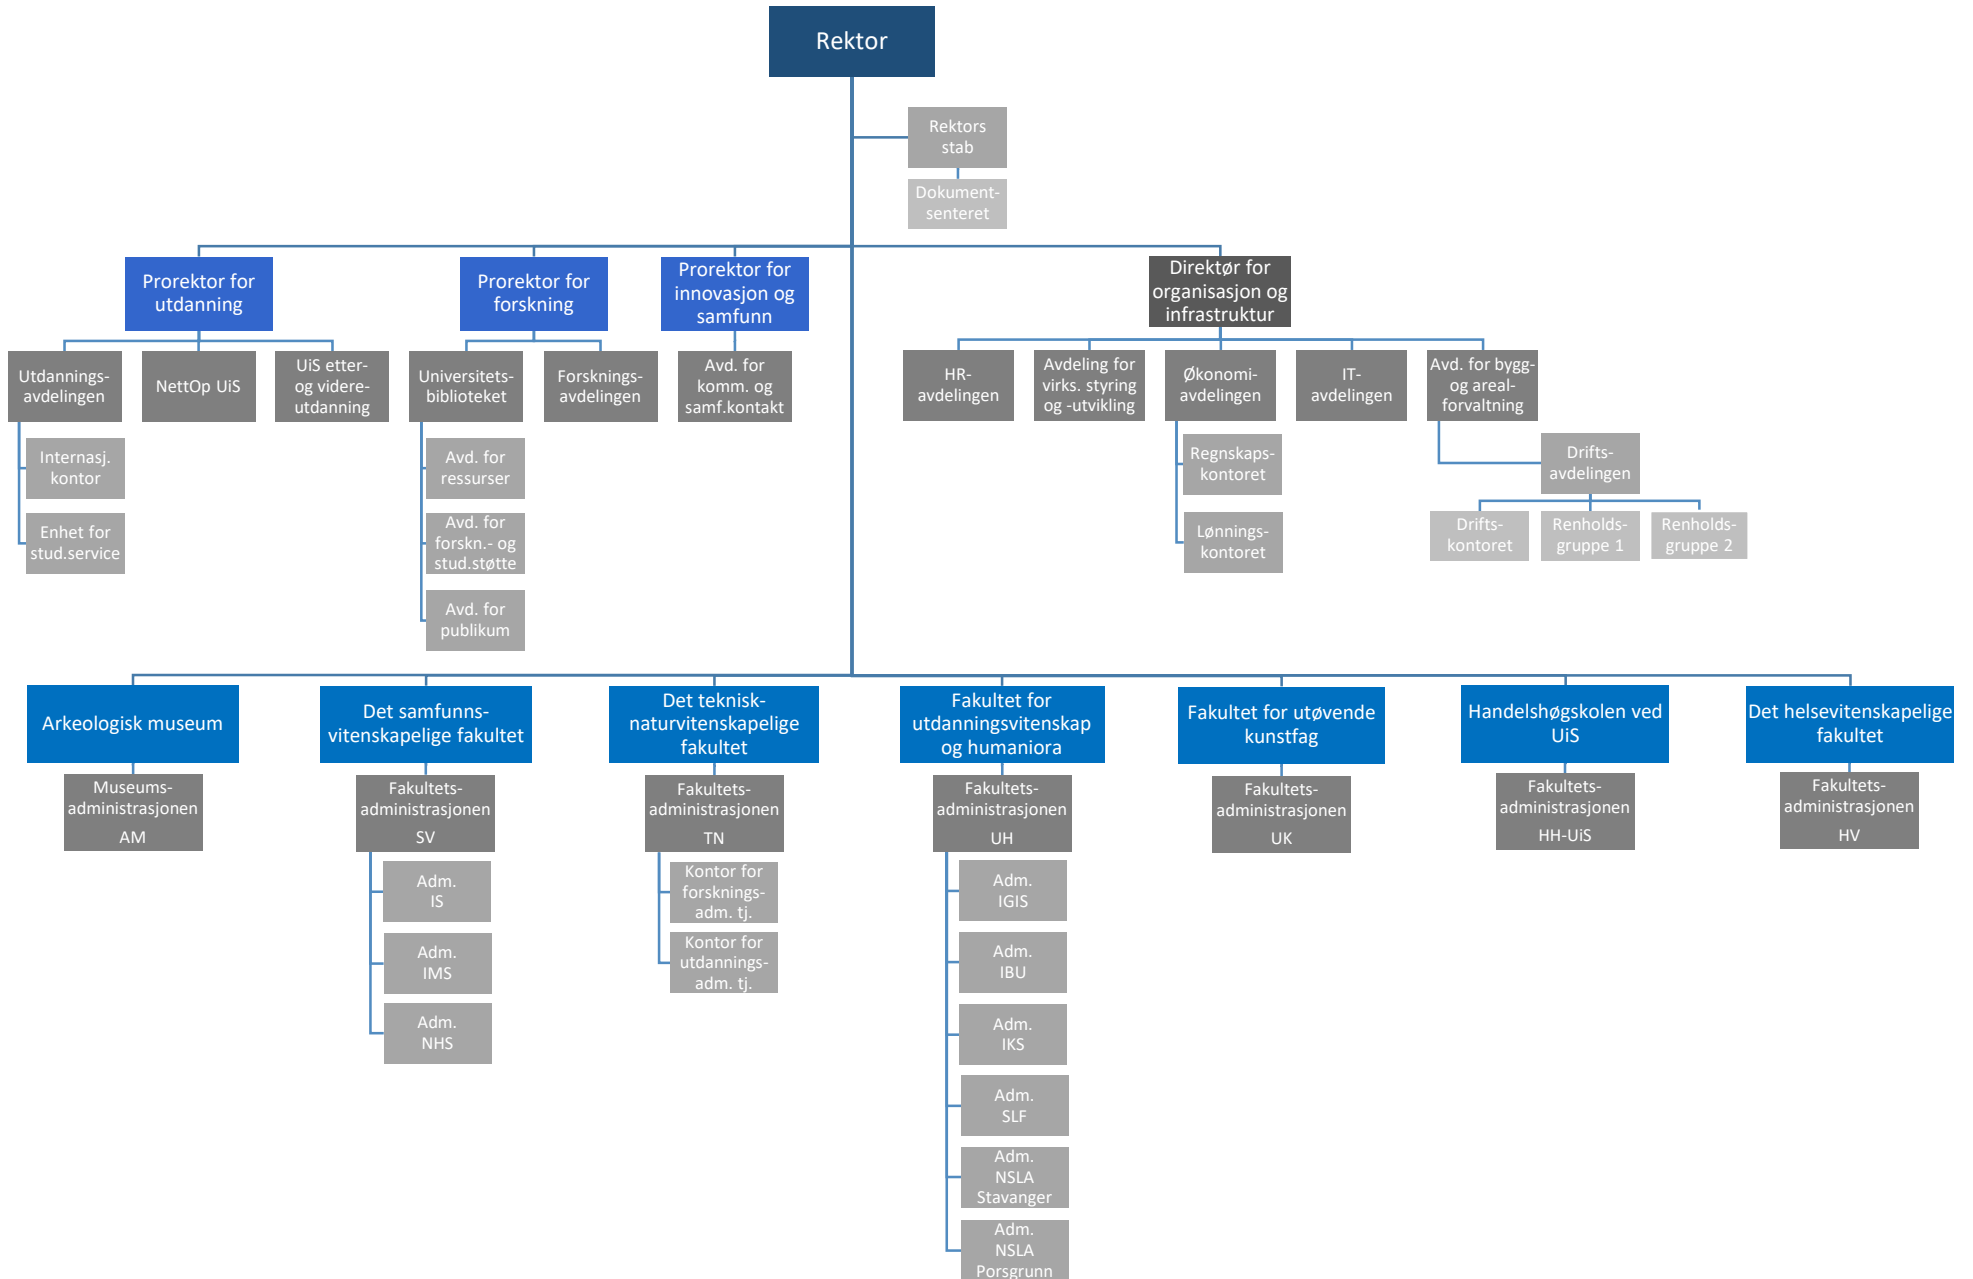 Rektor
Rektors
stab
Dokument-
senteret
Prorektor for
utdanning
Prorektor for
forskning
Prorektor for
innovasjon og
samfunn
Direktør for
organisasjon og
infrastruktur
Utdannings-
avdelingen
NettOp UiS
UiS etter-
og videre-
utdanning
Universitets-
biblioteket
Forsknings-
avdelingen
Avd. for
komm. og
samf.kontakt
HR-
avdelingen
Avdeling for
virks. styring
og -utvikling
Økonomi-
avdelingen
IT-
avdelingen
Avd. for bygg-
og areal-
forvaltning
Internasj.
kontor
Enhet for
stud.service
Avd. for
ressurser
Avd. for
forskn.- og
stud.støtte
Avd. for
publikum
Regnskaps-
kontoret
Lønnings-
kontoret
Drifts-
avdelingen
Drifts-
kontoret
Renholds-
gruppe 1
Renholds-
gruppe 2
Arkeologisk museum
Det samfunns-
vitenskapelige fakultet
Det teknisk-
naturvitenskapelige
fakultet
Fakultet for
utdanningsvitenskap
og humaniora
Fakultet for utøvende
kunstfag
Handelshøgskolen ved
UiS
Det helsevitenskapelige
fakultet
Museums-
administrasjonen
AM
Fakultets-
administrasjonen
SV
Fakultets-
administrasjonen
TN
Fakultets-
administrasjonen
UH
Fakultets-
administrasjonen
UK
Fakultets-
administrasjonen
HH-UiS
Fakultets-
administrasjonen
HV
Adm.
IS
Adm.
IMS
Adm.
NHS
Kontor for
forsknings-
adm. tj.
Kontor for
utdannings-
adm. tj.
Adm.
IGIS
Adm.
IBU
Adm.
IKS
Adm.
SLF
Adm.
NSLA
Stavanger
Adm.
NSLA
Porsgrunn